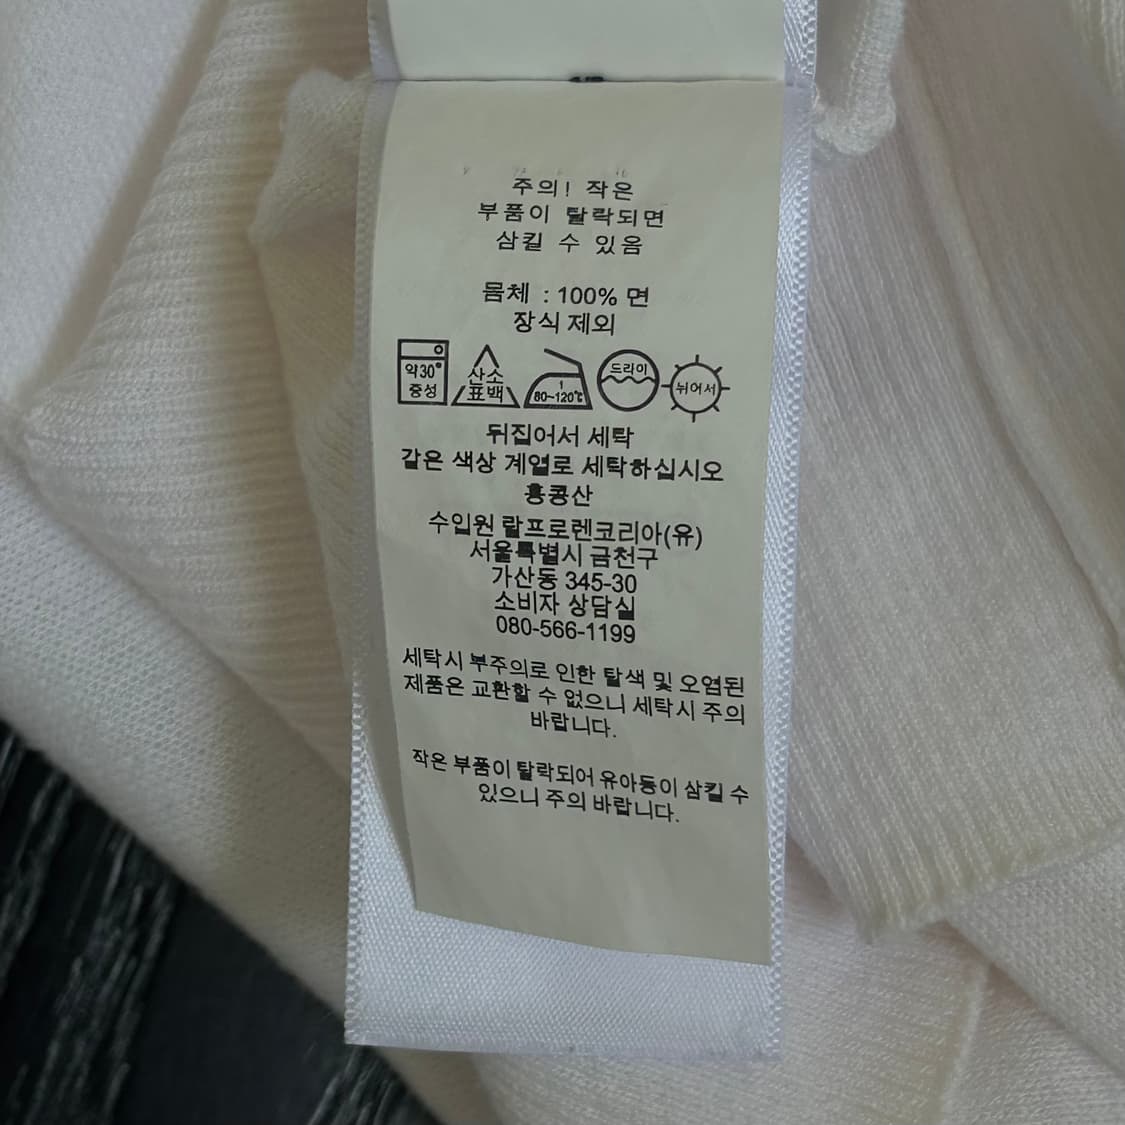 주의! 작은
부품이 탈락되면
삼킬 수 있음
몸체 : 100% 면
장식 제외
약30°
중성
산소
표백
1
80~120℃
드라이
뉘어서
뒤집어서 세탁
같은 색상 계열로 세탁하십시오
홍콩산
수입원 랄프로렌코리아(유)
서울특별시 금천구
가산동 345-30
소비자 상담실
080-566-1199
세탁시 부주의로 인한 탈색 및 오염된
제품은 교환할 수 없으니 세탁시 주의
바랍니다.
작은 부품이 탈락되어 유아등이 삼킬 수
있으니 주의 바랍니다.